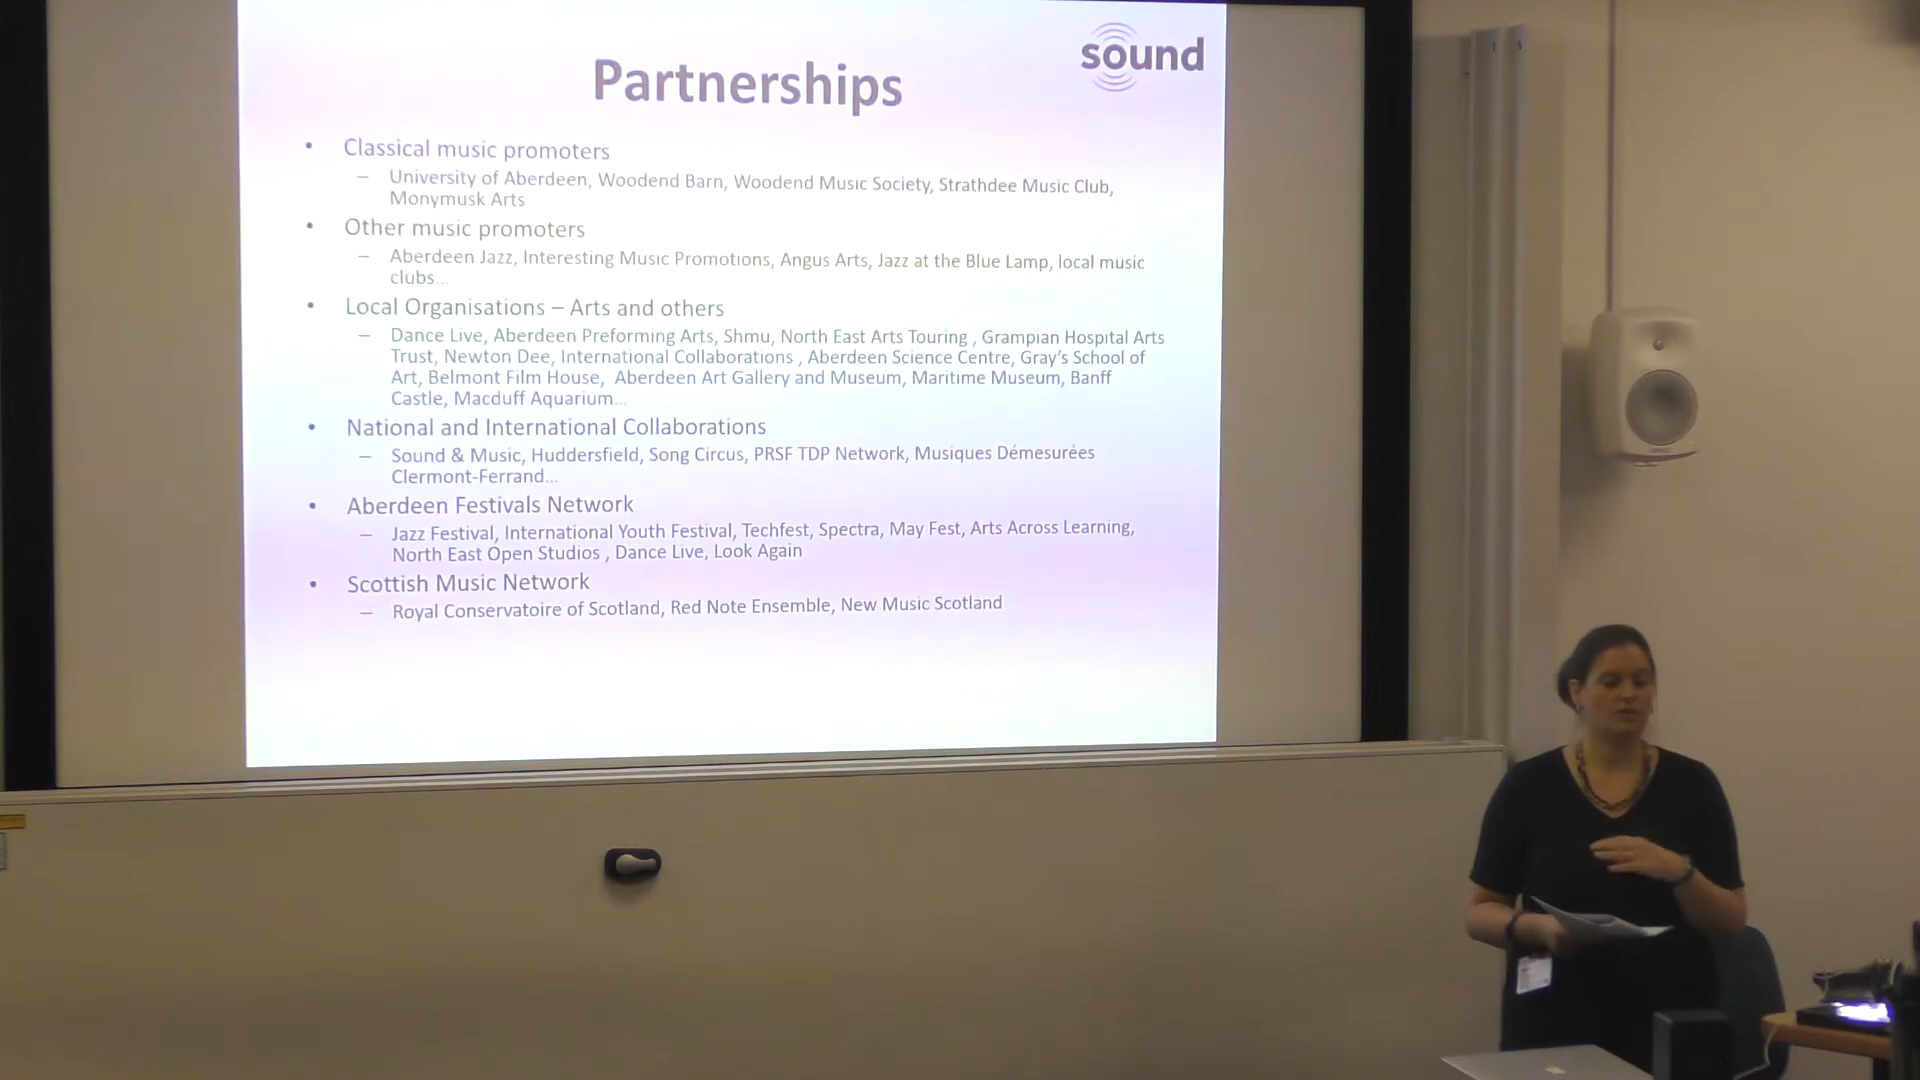 sound
Partnerships
• Classical music promoters
– University of Aberdeen, Woodend Barn, Woodend Music Society, Strathdee Music Club,
Monymusk Arts
• Other music promoters
– Aberdeen Jazz, Interesting Music Promotions, Angus Arts, Jazz at the Blue Lamp, local music
clubs...
• Local Organisations – Arts and others
– Dance Live, Aberdeen Preforming Arts, Shmu, North East Arts Touring , Grampian Hospital Arts
Trust, Newton Dee, International Collaborations , Aberdeen Science Centre, Gray's School of
Art, Belmont Film House, Aberdeen Art Gallery and Museum, Maritime Museum, Banff
Castle, Macduff Aquarium...
• National and International Collaborations
– Sound & Music, Huddersfield, Song Circus, PRSF TDP Network, Musiques Démesurées
Clermont-Ferrand...
• Aberdeen Festivals Network
– Jazz Festival, International Youth Festival, Techfest, Spectra, May Fest, Arts Across Learning,
North East Open Studios , Dance Live, Look Again
• Scottish Music Network
– Royal Conservatoire of Scotland, Red Note Ensemble, New Music Scotland